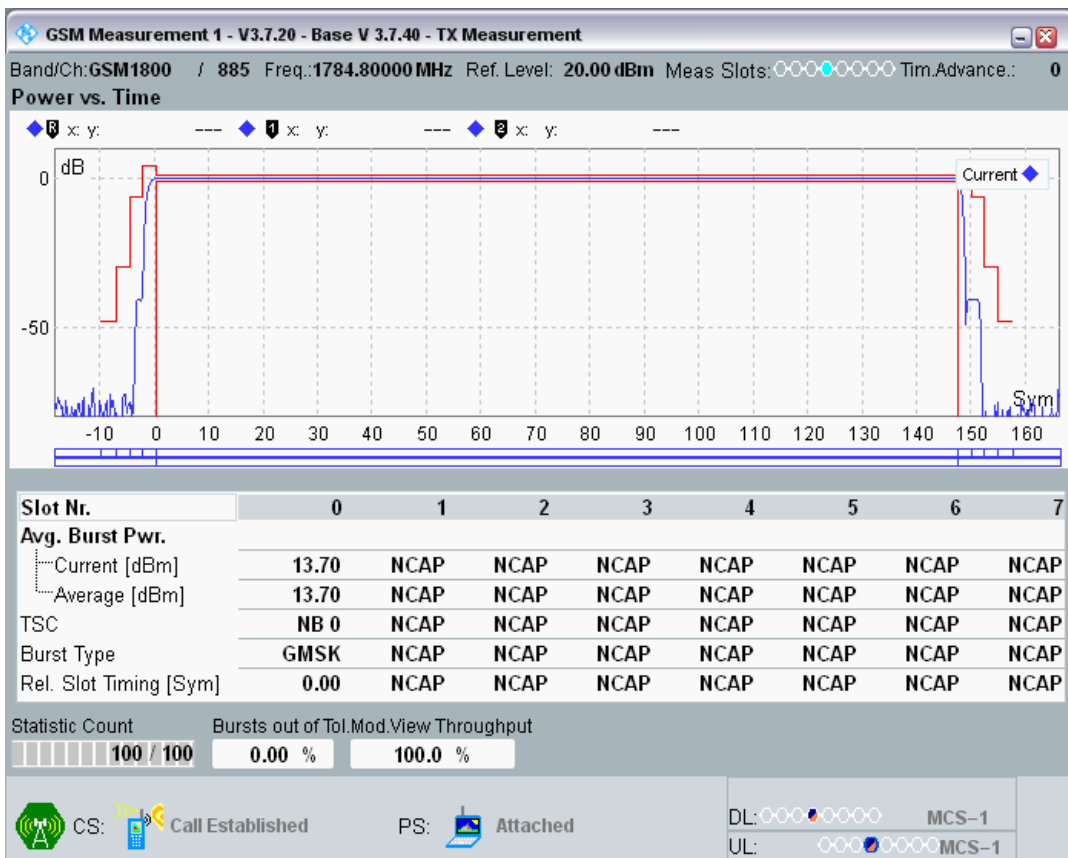 GSM Measurement 1 - V3.7.20 - Base V 3.7.40 - TX Measurement
Band/Ch:GSM1800 / 885 Freq.:1784.80000 MHz Ref. Level: 20.00 dBm Meas Slots: Tim.Advance.: 0
Power vs. Time
R x: y: --- 1 x: y: --- 2 x: y: ---
dB
Current
0
-50
Sym
-10 0 10 20 30 40 50 60 70 80 90 100 110 120 130 140 150 160
Slot Nr. 0 1 2 3 4 5 6 7
Avg. Burst Pwr.
Current [dBm] 13.70 NCAP NCAP NCAP NCAP NCAP NCAP NCAP
Average [dBm] 13.70 NCAP NCAP NCAP NCAP NCAP NCAP NCAP
TSC NB 0 NCAP NCAP NCAP NCAP NCAP NCAP NCAP
Burst Type GMSK NCAP NCAP NCAP NCAP NCAP NCAP NCAP
Rel. Slot Timing [Sym] 0.00 NCAP NCAP NCAP NCAP NCAP NCAP NCAP
Statistic Count Bursts out of Tol.Mod.View Throughput
100 / 100 0.00 % 100.0 %
CS: Call Established PS: Attached
DL: MCS-1
UL: MCS-1